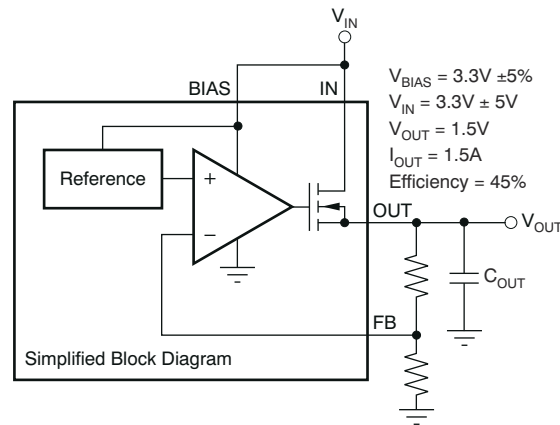 V_IN
BIAS
IN
V_BIAS = 3.3V ±5%
V_IN = 3.3V ± 5V
V_OUT = 1.5V
I_OUT = 1.5A
Efficiency = 45%
Reference
+
−
OUT
V_OUT
C_OUT
FB
Simplified Block Diagram